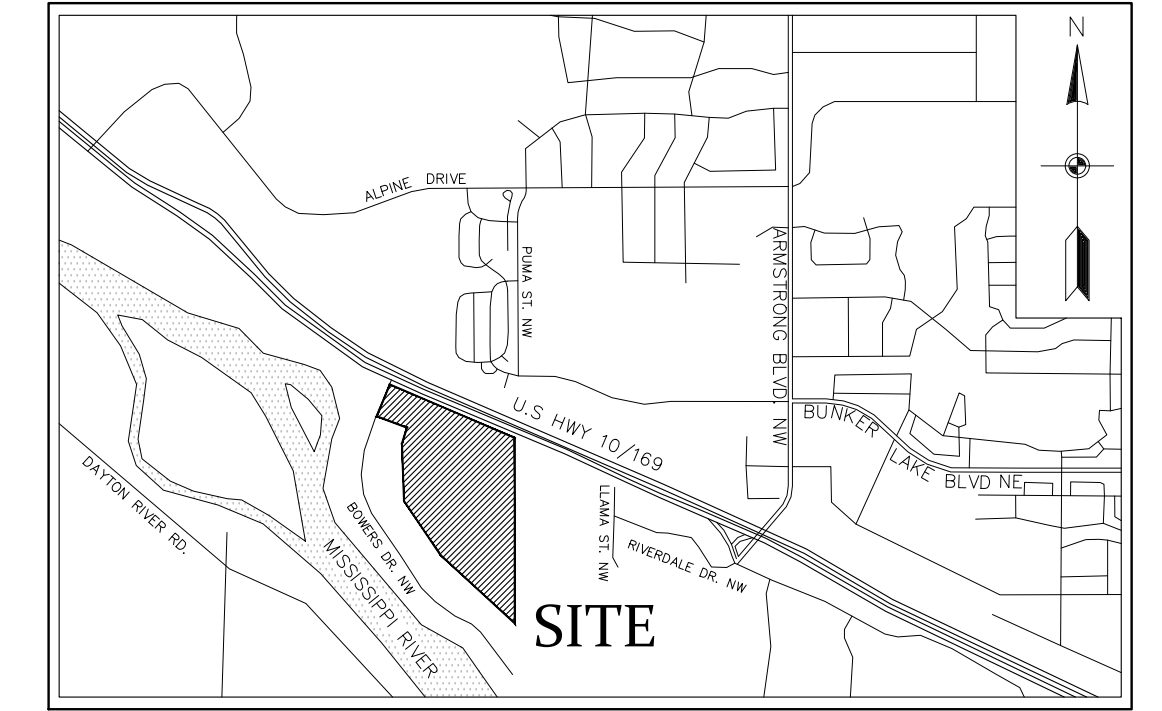 N
ALPINE DRIVE
PUMA ST. NW
ARMSTRONG BLVD. NW
U.S HWY 10/169
BUNKER LAKE BLVD NE
DAYTON RIVER RD.
BOWERS DR. NW
MISSISSIPPI RIVER
LLAMA ST. NW
RIVERDALE DR. NW
SITE